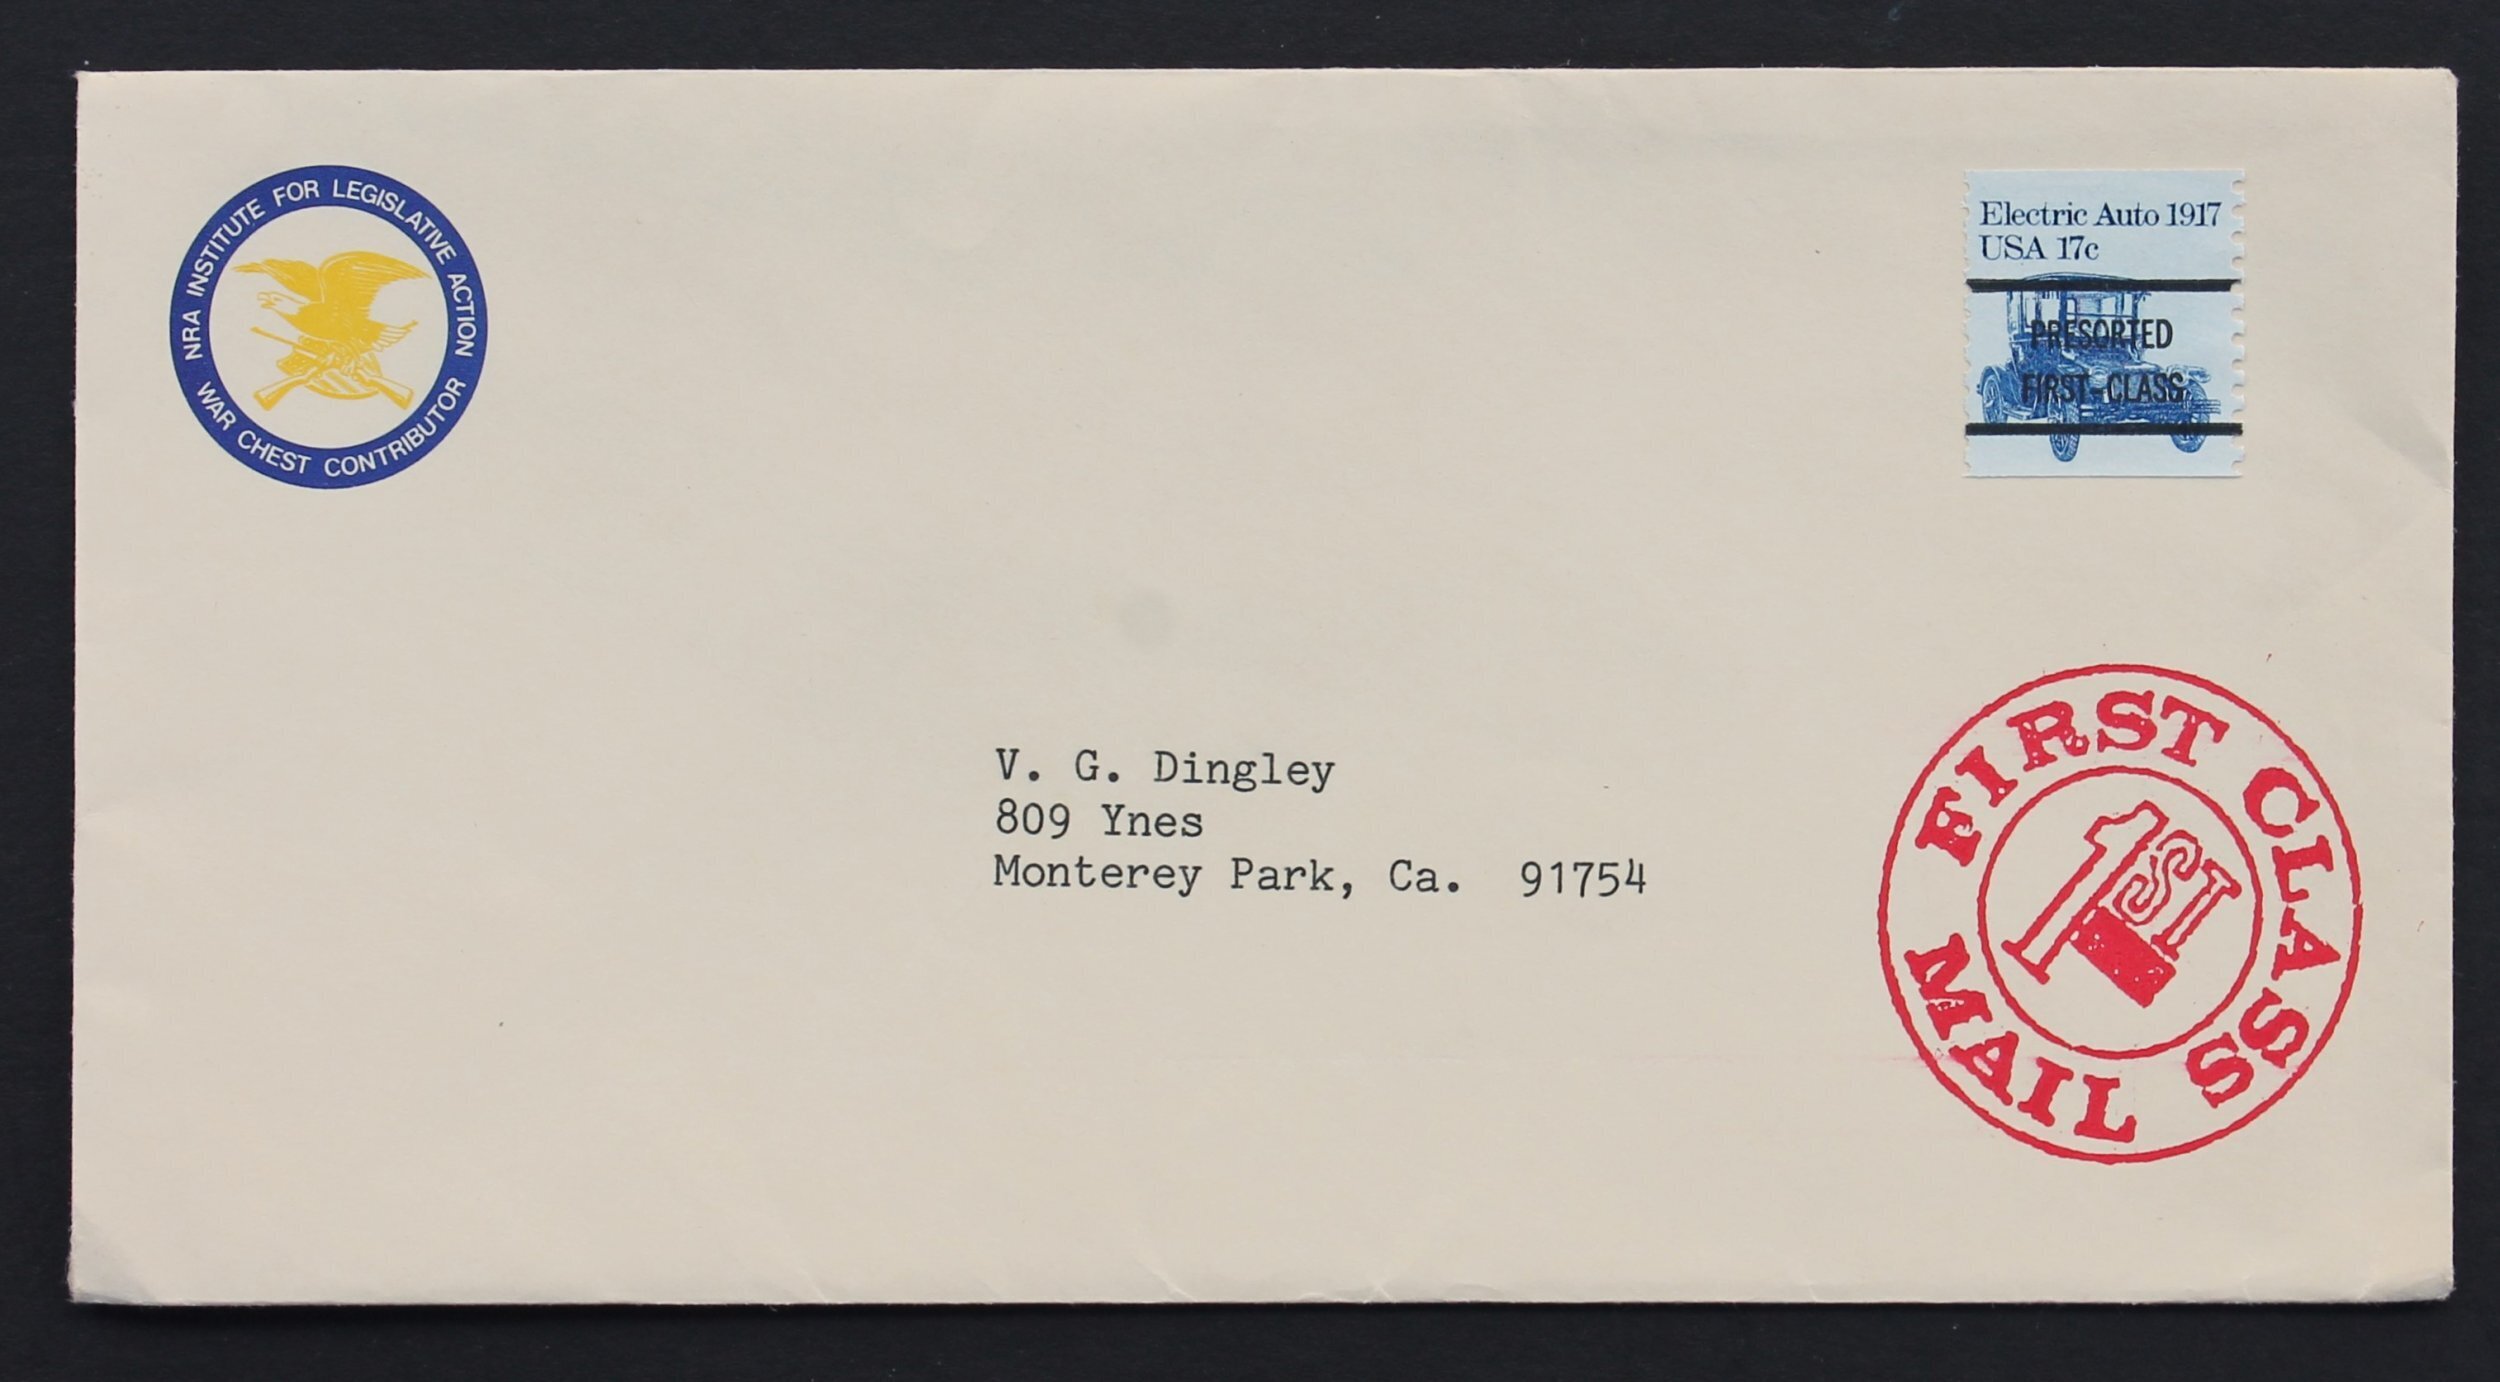 NRA INSTITUTE FOR LEGISLATIVE ACTION
WAR CHEST CONTRIBUTOR
Electric Auto 1917
USA 17c
PRESORTED
FIRST-CLASS
V. G. Dingley
809 Ynes
Monterey Park, Ca. 91754
FIRST CLASS
MAIL
1ST